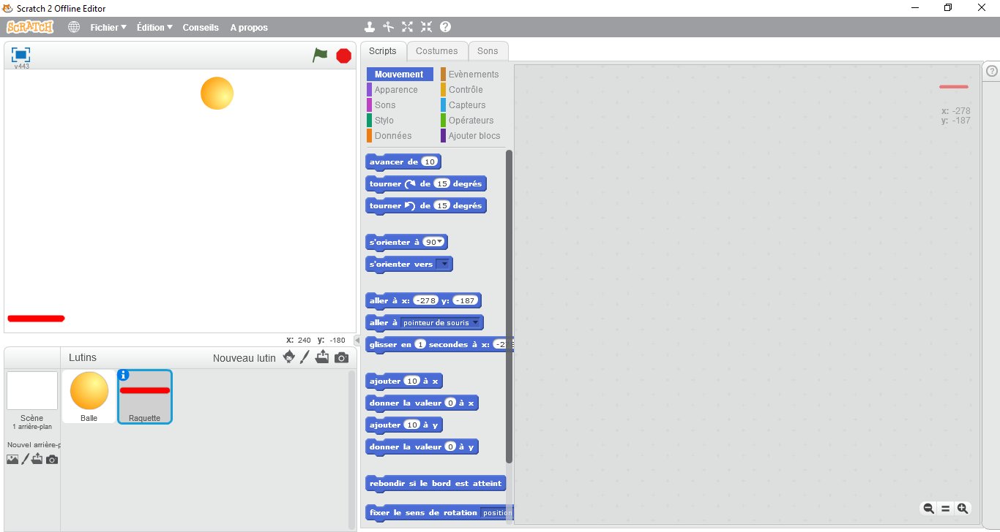 Scratch 2 Offline Editor
SCRATCH Fichier Édition Conseils A propos
v443
Scripts Costumes Sons
Mouvement Evènements
Apparence Contrôle
Sons Capteurs
Stylo Opérateurs
Données Ajouter blocs
x: -278
y: -187
avancer de 10
tourner de 15 degrés
tourner de 15 degrés
s'orienter à 90
s'orienter vers
aller à x: -278 y: -187
aller à pointeur de souris
glisser en 1 secondes à x: -278
ajouter 10 à x
donner la valeur 0 à x
ajouter 10 à y
donner la valeur 0 à y
rebondir si le bord est atteint
fixer le sens de rotation position
x: 240 y: -180
Lutins Nouveau lutin
Scène
1 arrière-plan
Nouvel arrière-p
Balle
Raquette